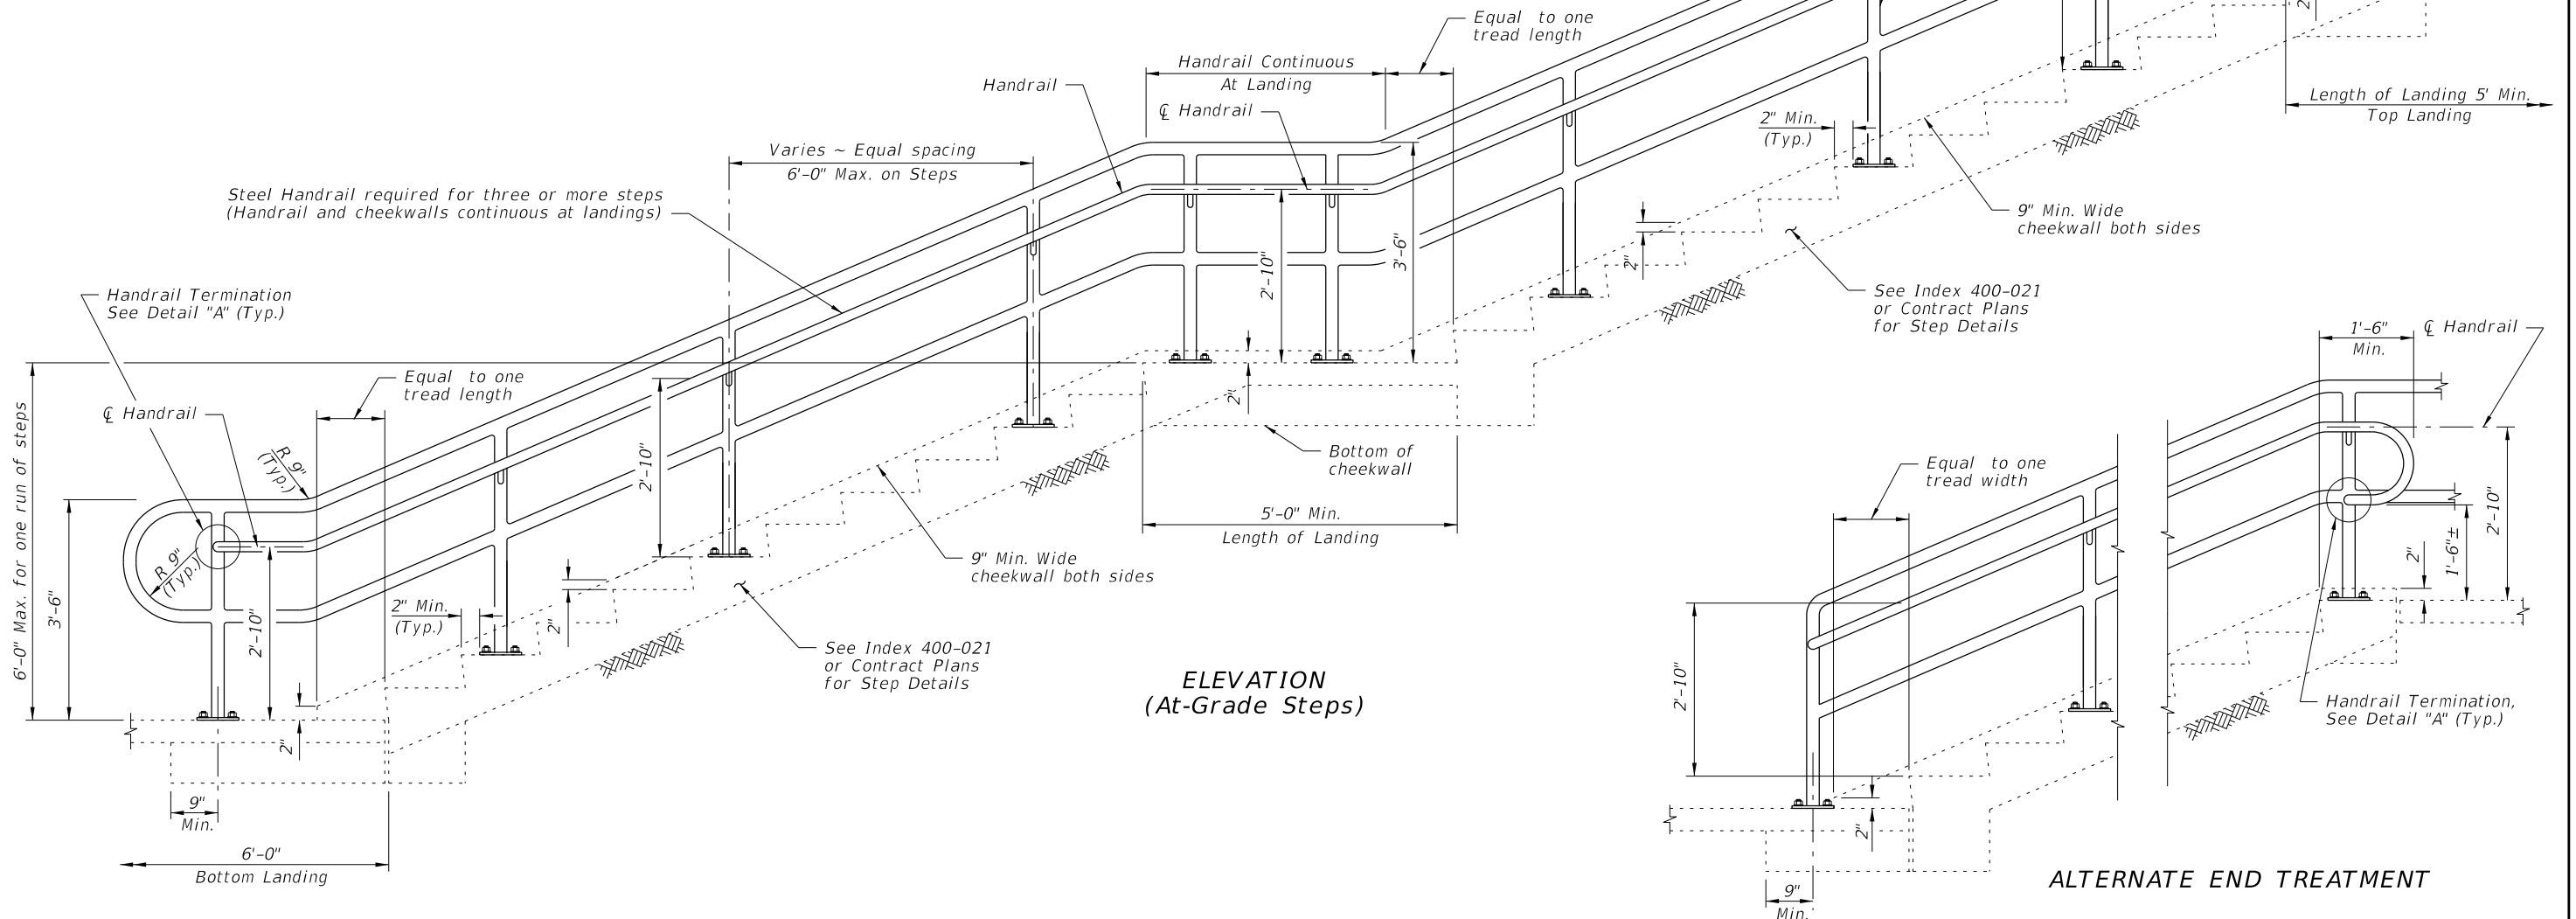 Equal to one
tread length
2"
Handrail Continuous
At Landing
Handrail
℄ Handrail
2" Min.
(Typ.)
Length of Landing 5' Min.
Top Landing
Varies ~ Equal spacing
6'-0" Max. on Steps
Steel Handrail required for three or more steps
(Handrail and cheekwalls continuous at landings)
9" Min. Wide
cheekwall both sides
3'-6"
2'-10"
2"
Handrail Termination
See Detail "A" (Typ.)
See Index 400-021
or Contract Plans
for Step Details
1'-6"
Min.
℄ Handrail
Equal to one
tread length
℄ Handrail
R 9"
(Typ.)
2"
Bottom of
cheekwall
6'-0" Max. for one run of steps
3'-6"
R 9"
(Typ.)
2'-10"
2'-10"
5'-0" Min.
Length of Landing
Equal to one
tread width
2'-10"
1'-6"±
2"
2" Min.
(Typ.)
2"
9" Min. Wide
cheekwall both sides
See Index 400-021
or Contract Plans
for Step Details
ELEVATION
(At-Grade Steps)
2'-10"
Handrail Termination,
See Detail "A" (Typ.)
2"
9"
Min.
6'-0"
Bottom Landing
2"
9"
Min.
ALTERNATE END TREATMENT